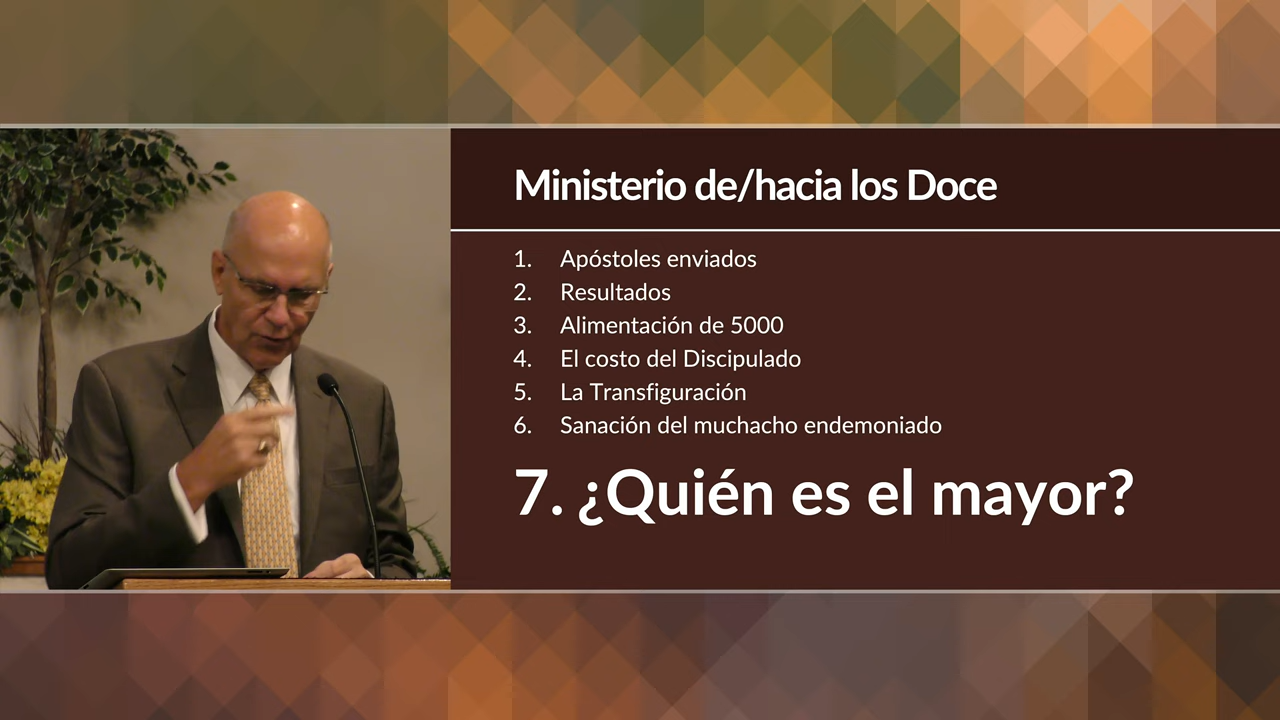 Ministerio de/hacia los Doce
1. Apóstoles enviados
2. Resultados
3. Alimentación de 5000
4. El costo del Discipulado
5. La Transfiguración
6. Sanación del muchacho endemoniado
7. ¿Quién es el mayor?